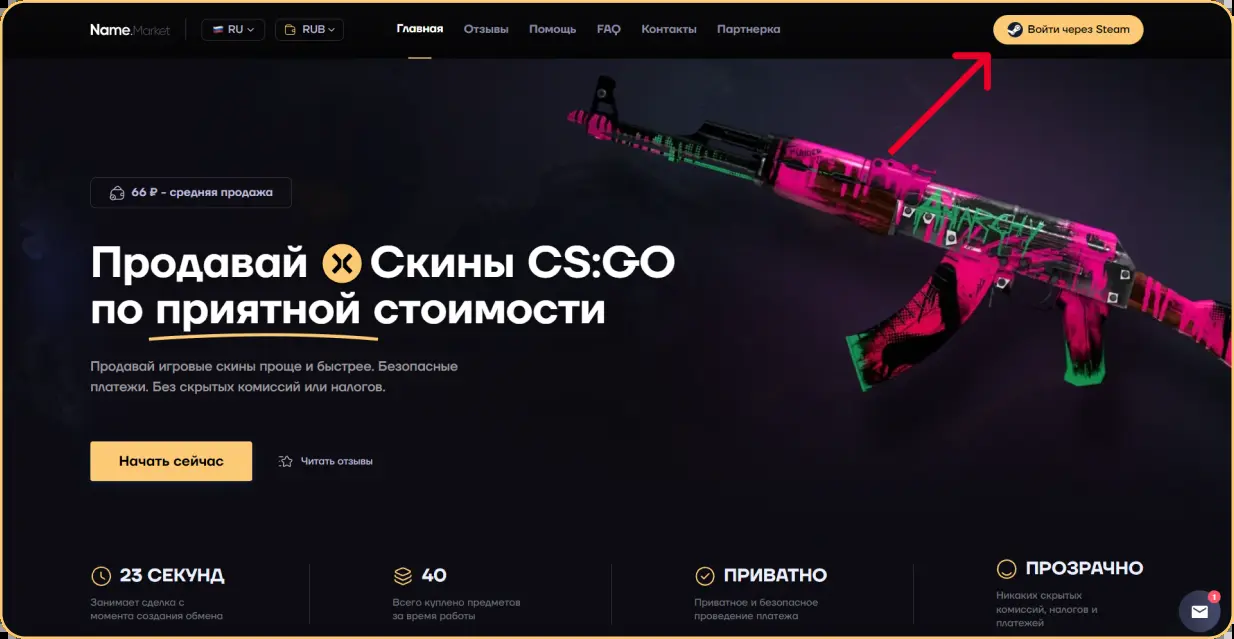 Name.Market
RU
RUB
Главная
Отзывы
Помощь
FAQ
Контакты
Партнерка
Войти через Steam
66 ₽ - средняя продажа
Продавай Скины CS:GO
по приятной стоимости
Продавай игровые скины проще и быстрее. Безопасные
платежи. Без скрытых комиссий или налогов.
Начать сейчас
Читать отзывы
23 СЕКУНД
Занимает сделка с
момента создания обмена
40
Всего куплено предметов
за время работы
ПРИВАТНО
Приватное и безопасное
проведение платежа
ПРОЗРАЧНО
Никаких скрытых
комиссий, налогов и
платежей
1